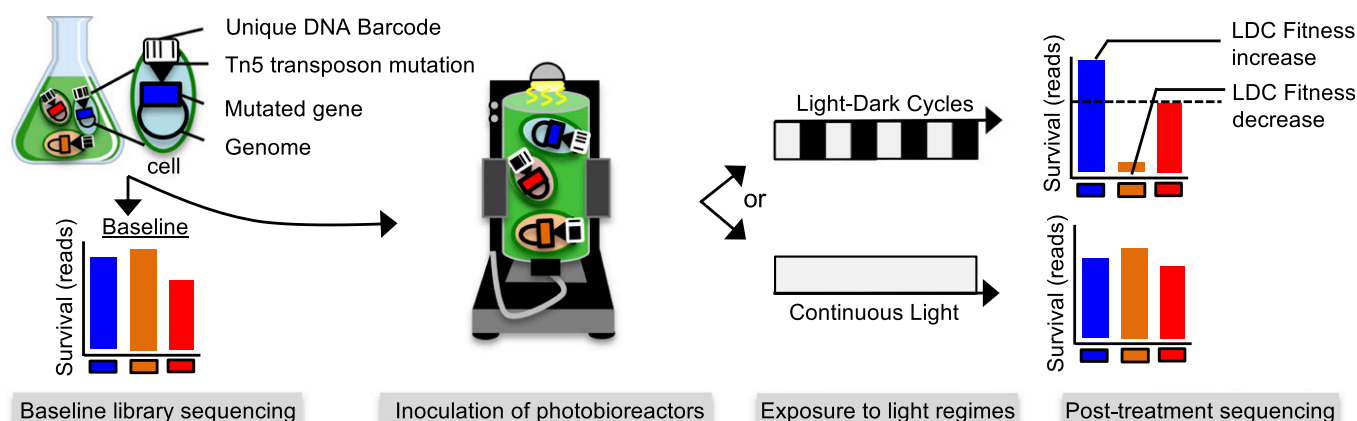 Unique DNA Barcode
Tn5 transposon mutation
Mutated gene
Genome
cell
Baseline
Survival (reads)
Baseline library sequencing
Inoculation of photobioreactors
Light-Dark Cycles
or
Continuous Light
Exposure to light regimes
LDC Fitness
increase
LDC Fitness
decrease
Survival (reads)
Survival (reads)
Post-treatment sequencing